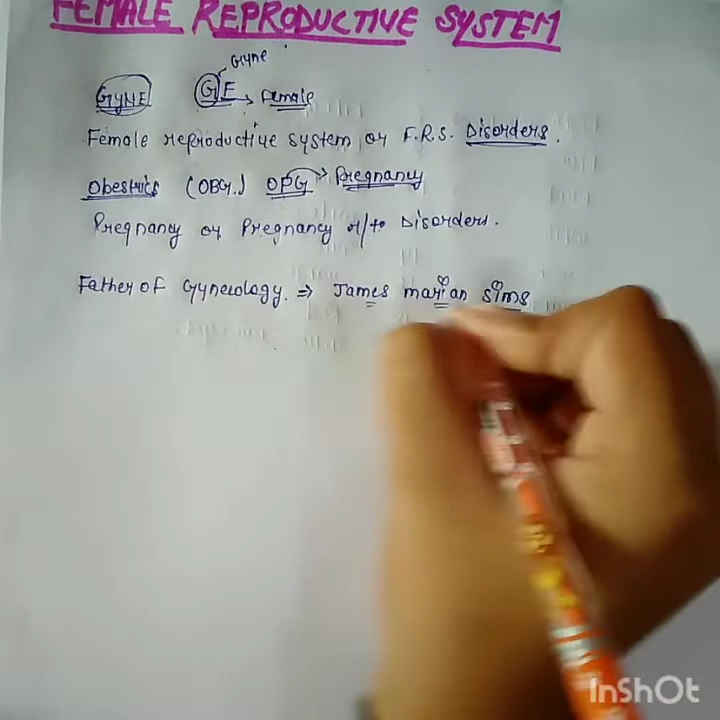 FEMALE REPRODUCTIVE SYSTEM
Gyne
GYNE GF → Female
Female reproductive system or F.R.S. Disorders.
Obestrics (OBG.) OPG → Pregnancy
Pregnancy or Pregnancy r/to Disorders.
Father of Gynecology. ⇒ James marian sims
InShOt